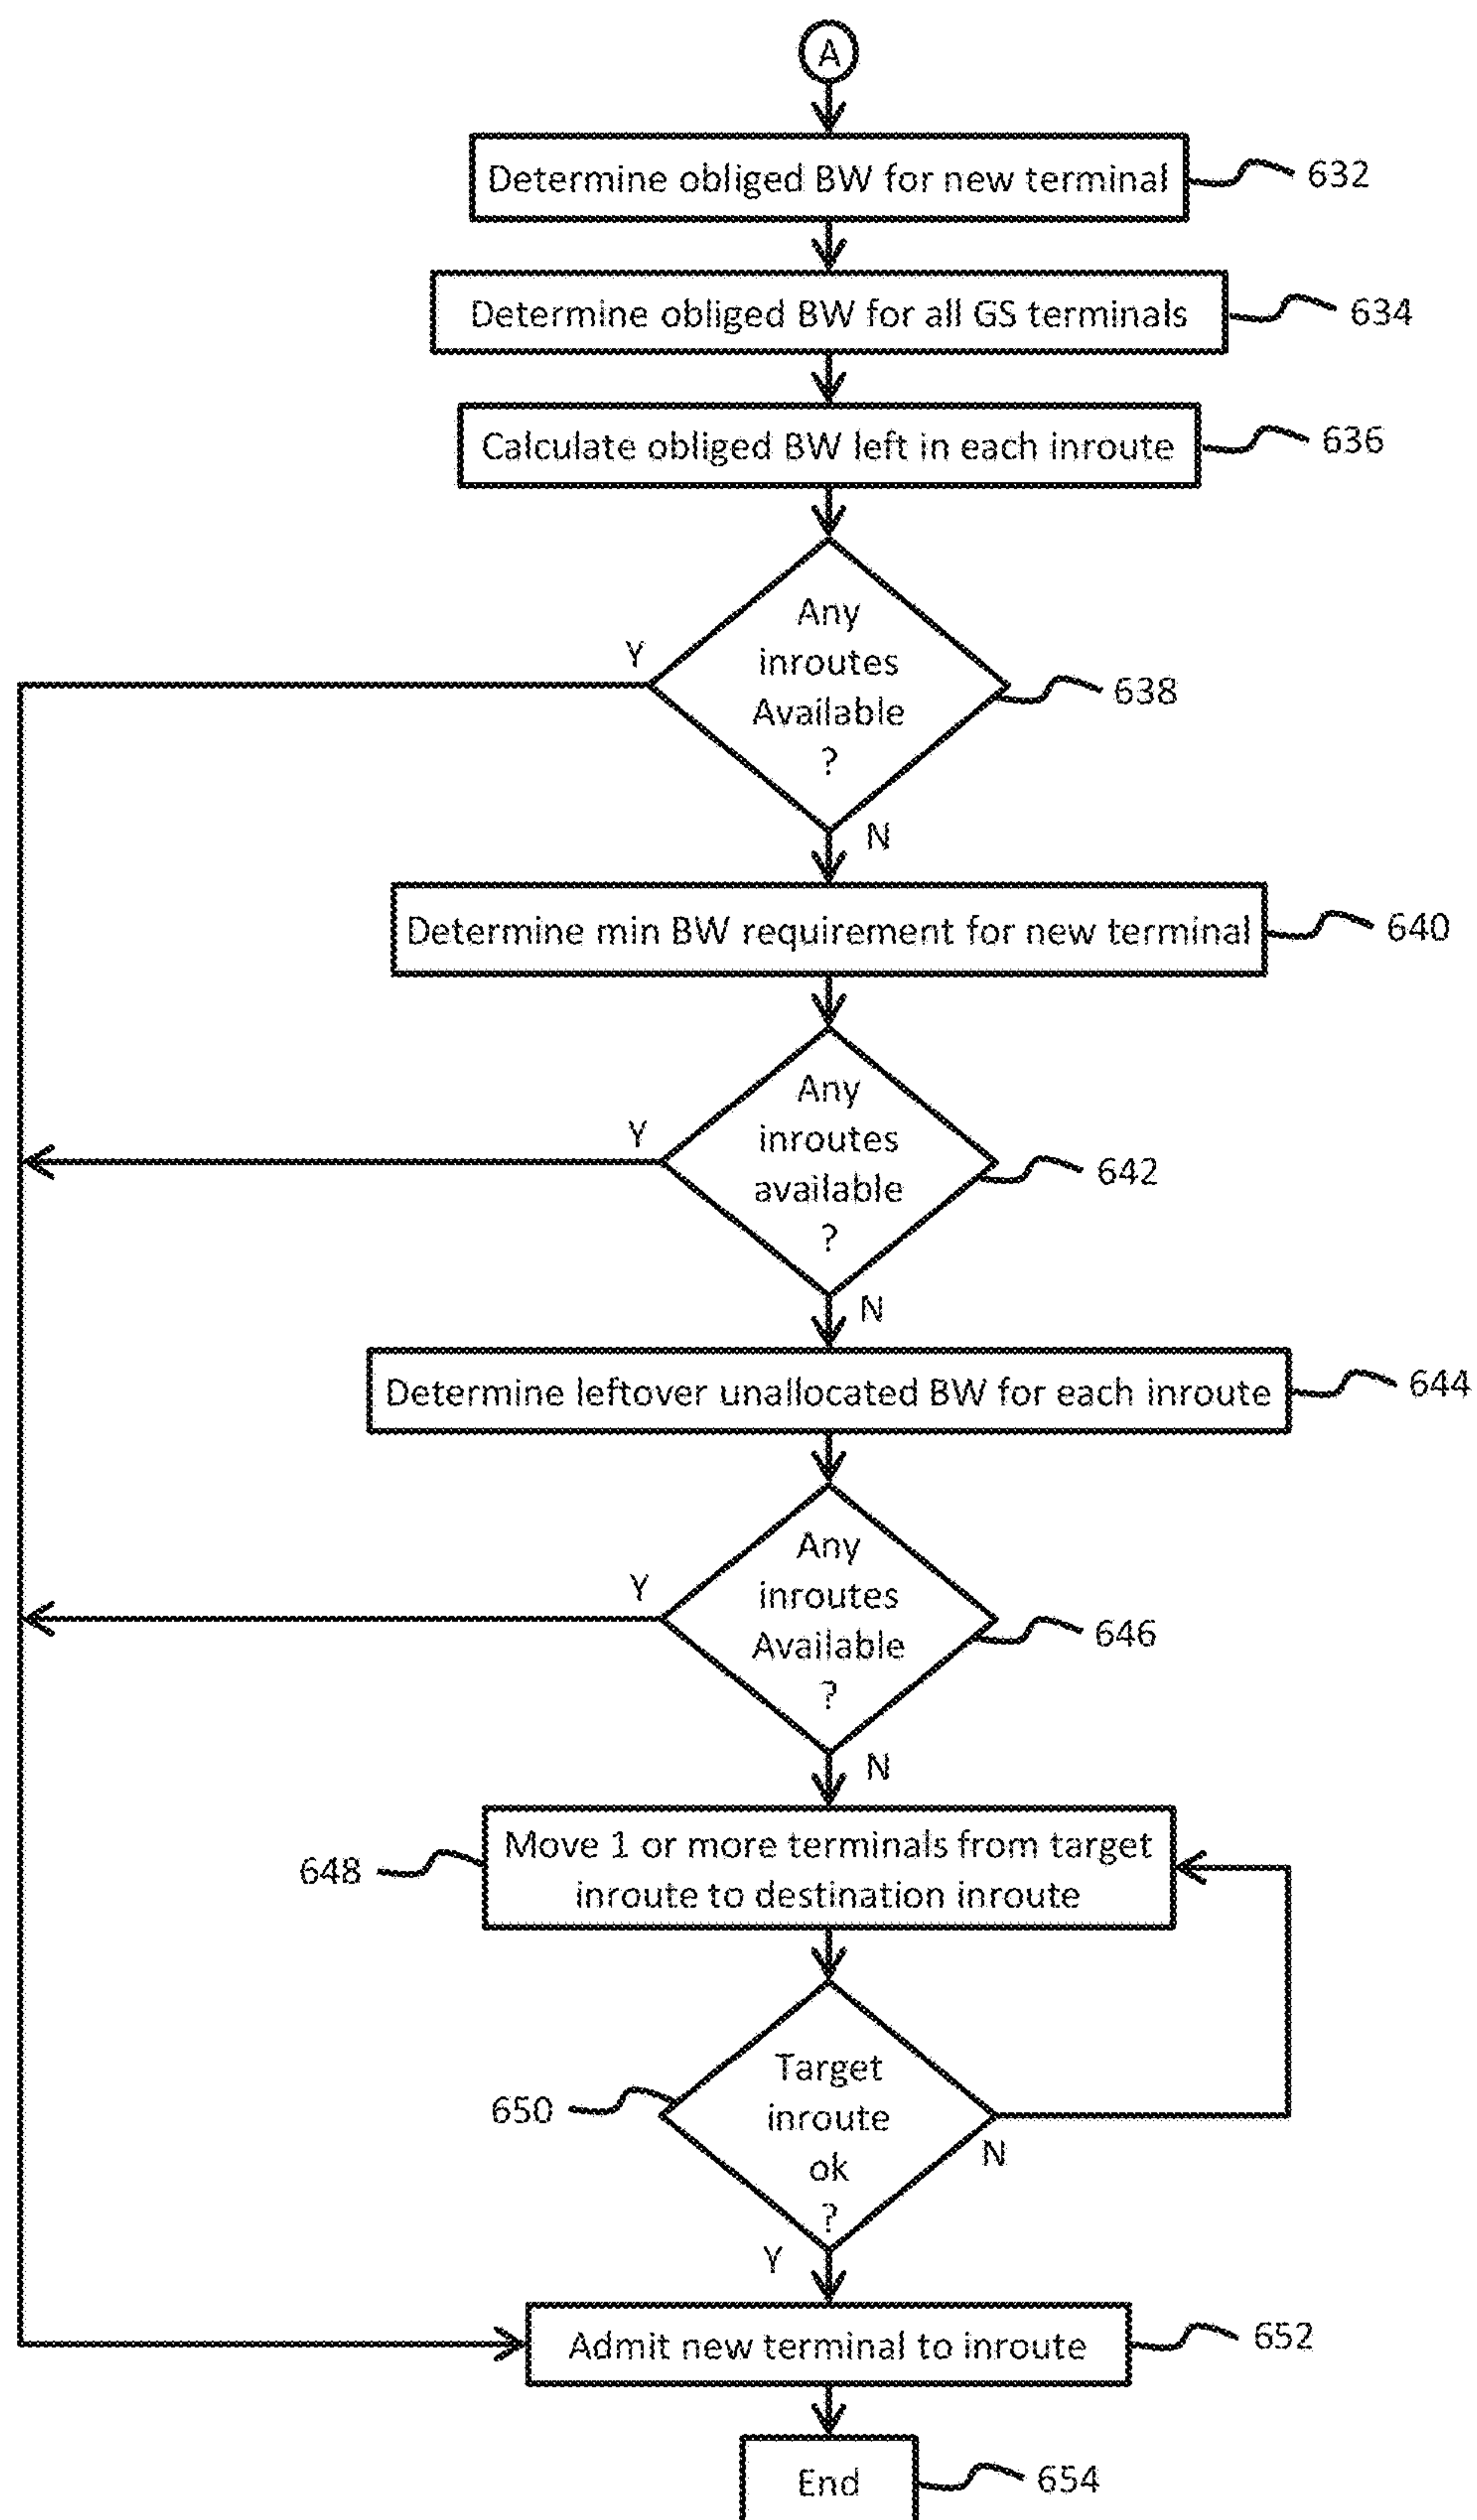 A
Determine obliged BW for new terminal
632
Determine obliged BW for all GS terminals
634
Calculate obliged BW left in each inroute
636
Any
inroutes
Available
?
638
Y
N
Determine min BW requirement for new terminal
640
Any
inroutes
available
?
642
Y
N
Determine leftover unallocated BW for each inroute
644
Any
inroutes
Available
?
646
Y
N
Move 1 or more terminals from target
inroute to destination inroute
648
Target
inroute
ok
?
650
N
Y
Admit new terminal to inroute
652
End
654